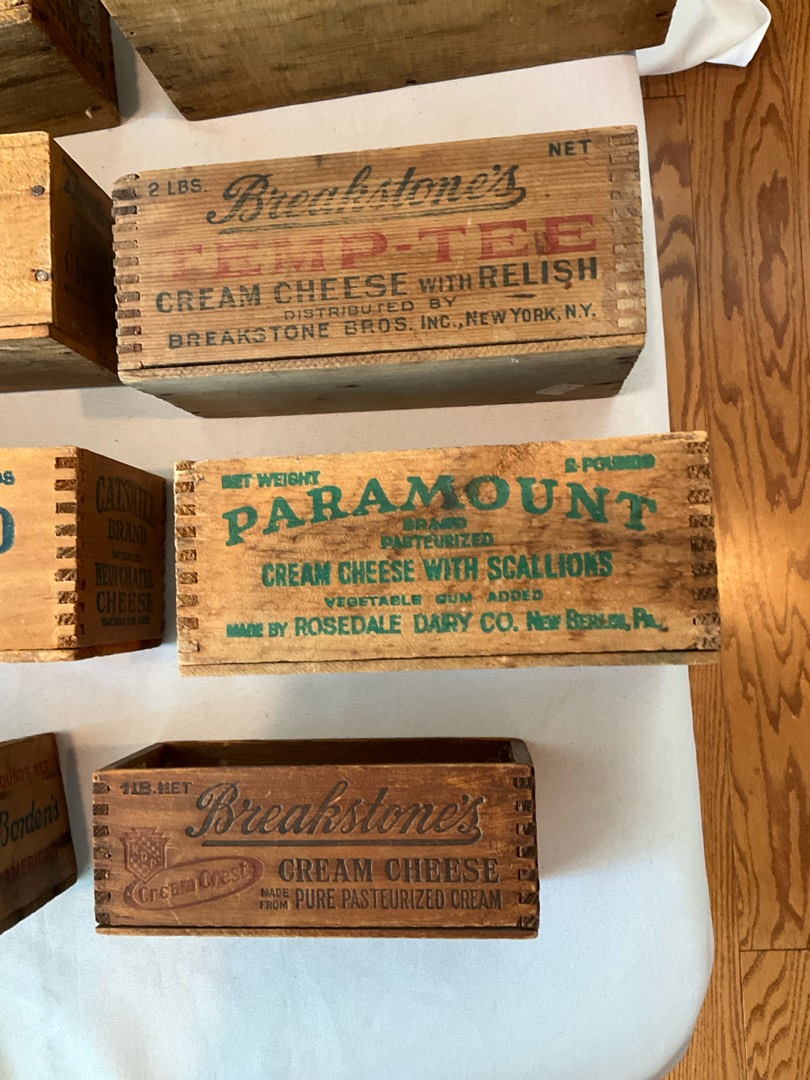 2 LBS. NET
Breakstone's
TEMP-TEE
CREAM CHEESE WITH RELISH
DISTRIBUTED BY
BREAKSTONE BROS. INC., NEW YORK, N.Y.
NET WEIGHT 2 POUNDS
PARAMOUNT
BRAND
PASTEURIZED
CREAM CHEESE WITH SCALLIONS
VEGETABLE GUM ADDED
MADE BY ROSEDALE DAIRY CO. NEW BERLIN, PA.
CATSKILL
BRAND
NEUFCHATEL
CHEESE
1 LB. NET
Breakstone's
Cream Crest
CREAM CHEESE
MADE FROM PURE PASTEURIZED CREAM
Borden's